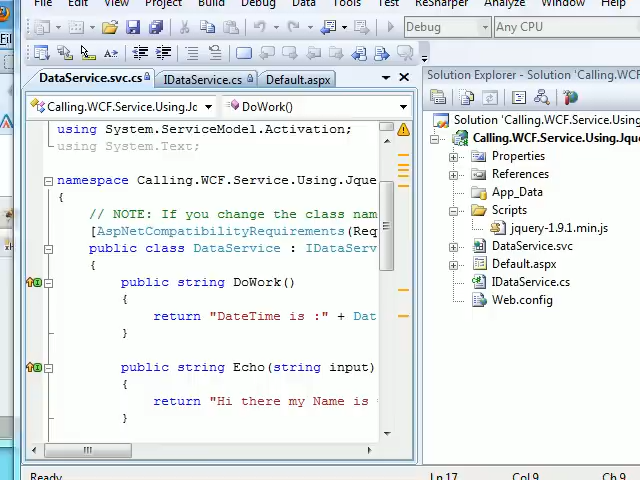 File Edit View Project Build Debug Data Tools Test ReSharper Analyze Window Help
Debug Any CPU
DataService.svc.cs IDataService.cs Default.aspx
Calling.WCF.Service.Using.Jq DoWork()
using System.ServiceModel.Activation;
using System.Text;
namespace Calling.WCF.Service.Using.Jque
{
// NOTE: If you change the class nam
[AspNetCompatibilityRequirements(Req
public class DataService : IDataServ
{
public string DoWork()
{
return "DateTime is :" + Dat
}
public string Echo(string input)
{
return "Hi there my Name is "
}
Ready Ln 17 Col 9 Ch 9
Solution Explorer - Solution 'Calling.WCF
Solution 'Calling.WCF.Service.Using
Calling.WCF.Service.Using.Jque
Properties
References
App_Data
Scripts
jquery-1.9.1.min.js
DataService.svc
Default.aspx
IDataService.cs
Web.config
Fil